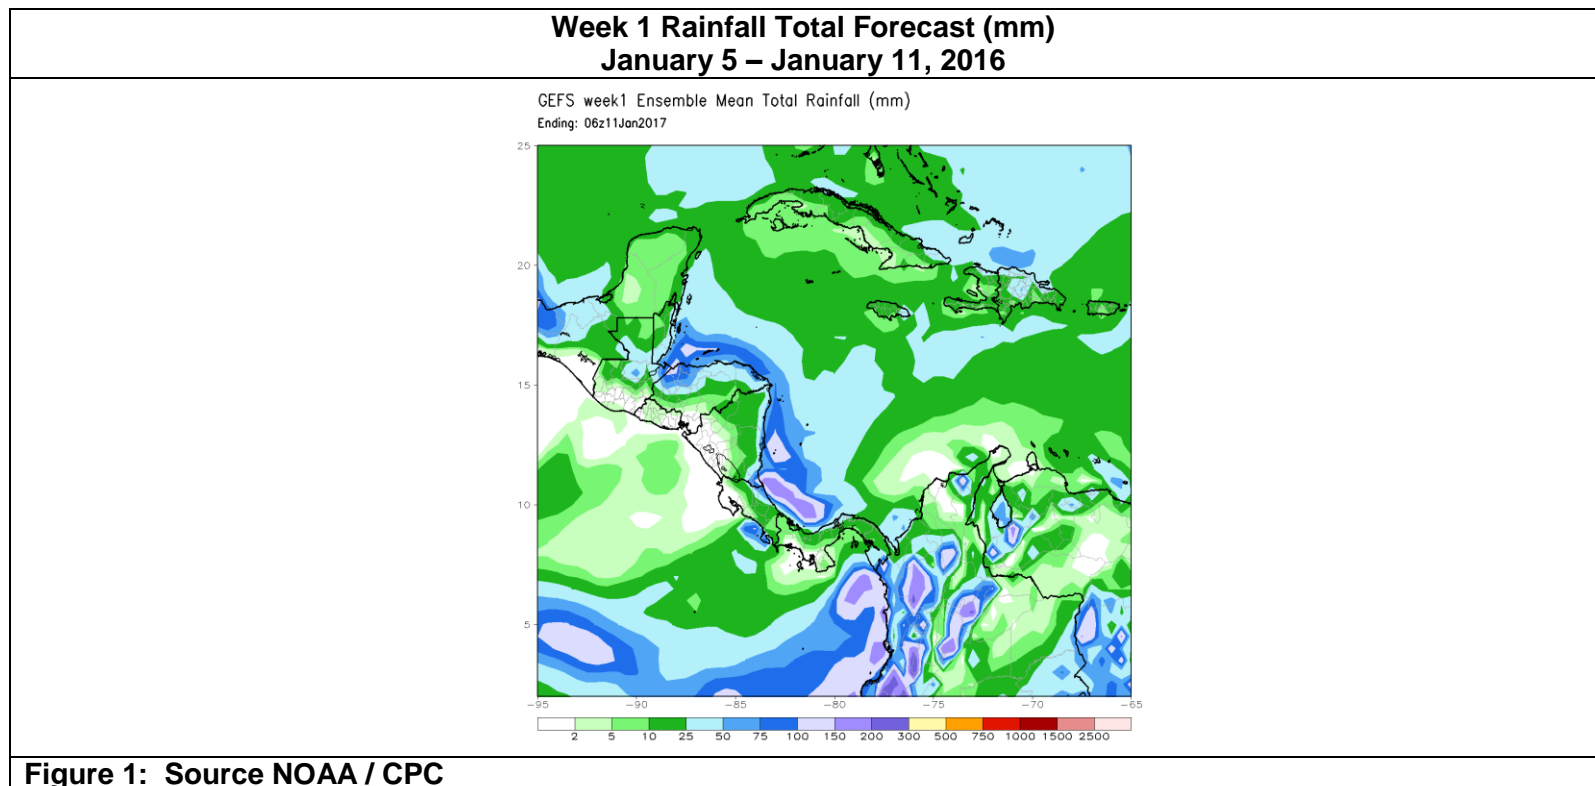 Week 1 Rainfall Total Forecast (mm)
January 5 – January 11, 2016
GEFS week1 Ensemble Mean Total Rainfall (mm)
Ending: 06z11Jan2017
25
20
15
10
5
-95 -90 -85 -80 -75 -70 -65
2 5 10 25 50 75 100 150 200 300 500 750 1000 1500 2500
Figure 1: Source NOAA / CPC